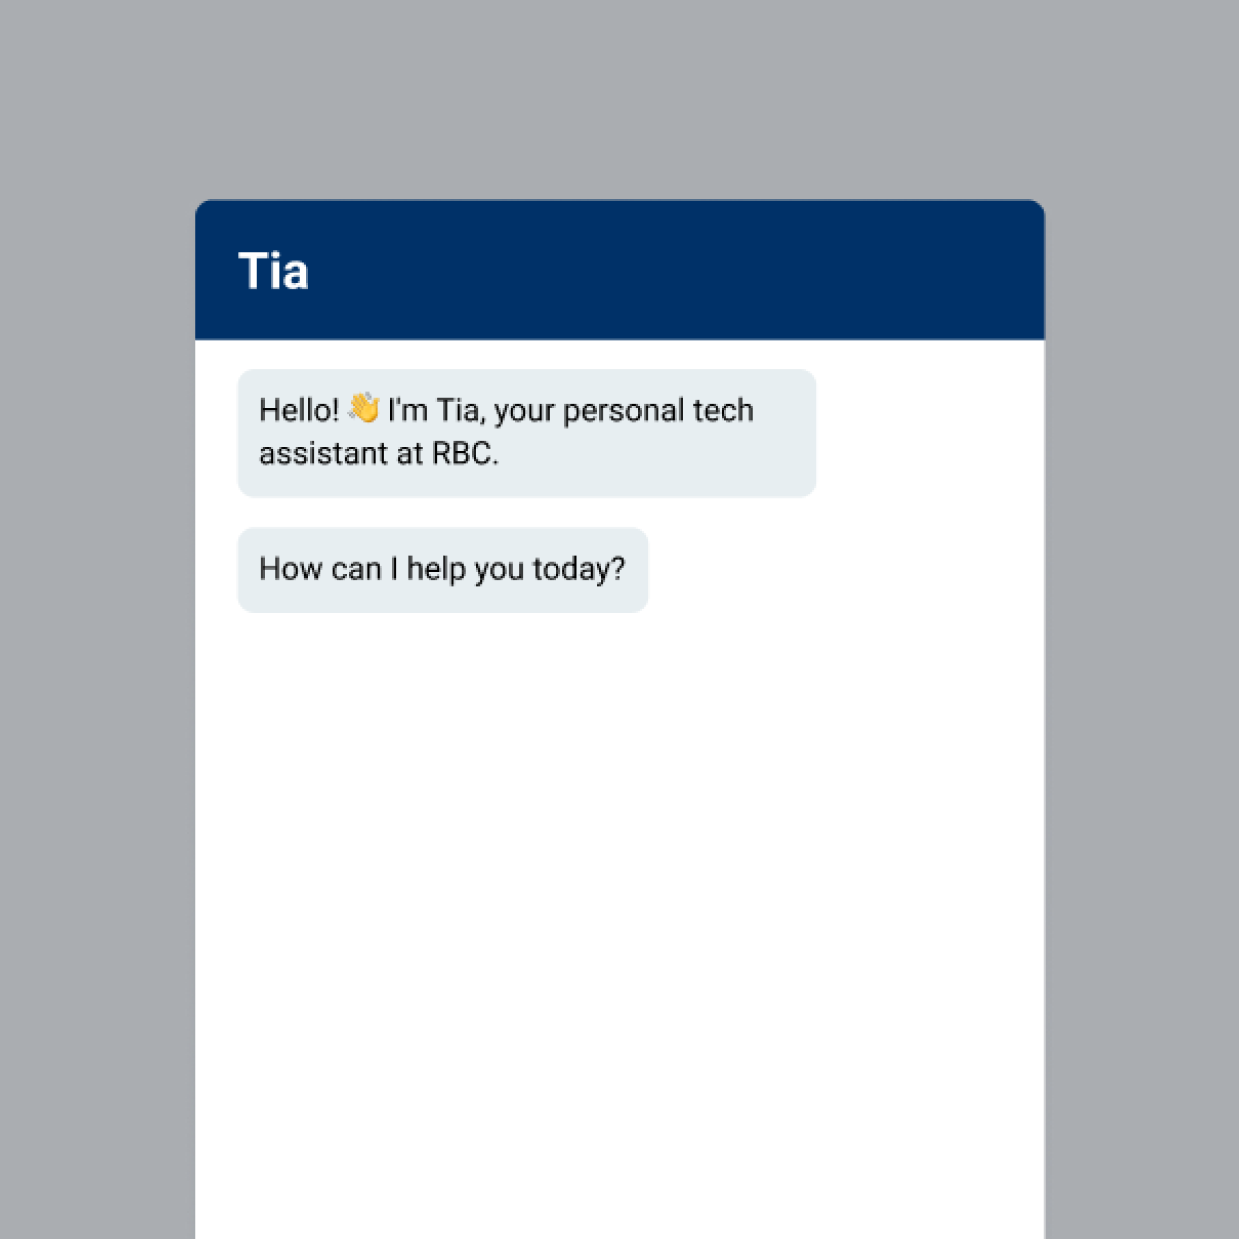 Tia
Hello! 👋 I'm Tia, your personal tech
assistant at RBC.
How can I help you today?